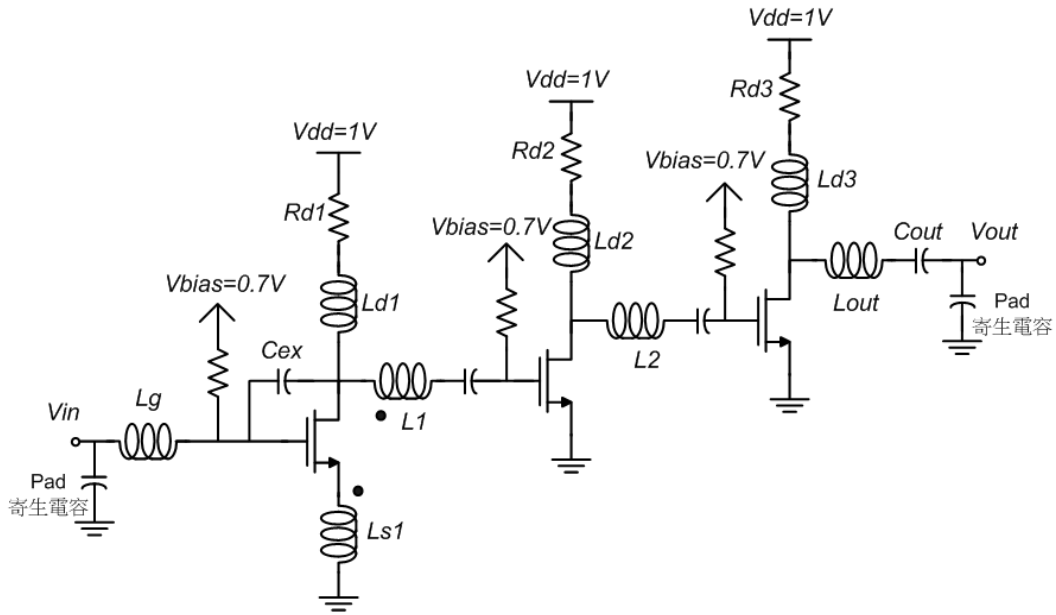 Vdd=1V
Rd3
Vdd=1V
Rd2
Vbias=0.7V
Ld3
Vdd=1V
Rd1
Vbias=0.7V
Ld2
Cout
Vout
Vbias=0.7V
Ld1
Lout
Pad
寄生電容
L2
Cex
L1
Vin
Lg
Pad
寄生電容
Ls1